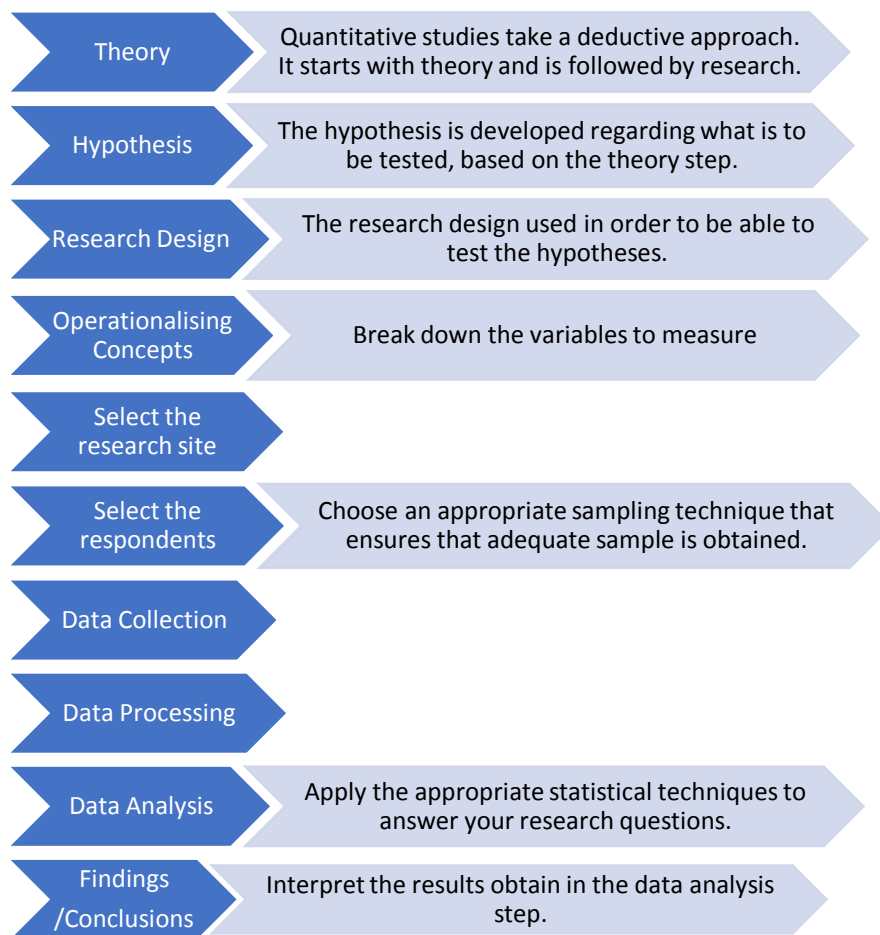 Theory
Quantitative studies take a deductive approach.
It starts with theory and is followed by research.
Hypothesis
The hypothesis is developed regarding what is to
be tested, based on the theory step.
Research Design
The research design used in order to be able to
test the hypotheses.
Operationalising
Concepts
Break down the variables to measure
Select the
research site
Select the
respondents
Choose an appropriate sampling technique that
ensures that adequate sample is obtained.
Data Collection
Data Processing
Data Analysis
Apply the appropriate statistical techniques to
answer your research questions.
Findings
/Conclusions
Interpret the results obtain in the data analysis
step.